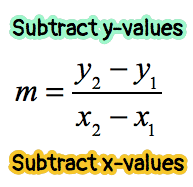 Subtract y-values
m = (y₂ − y₁) / (x₂ − x₁)
Subtract x-values